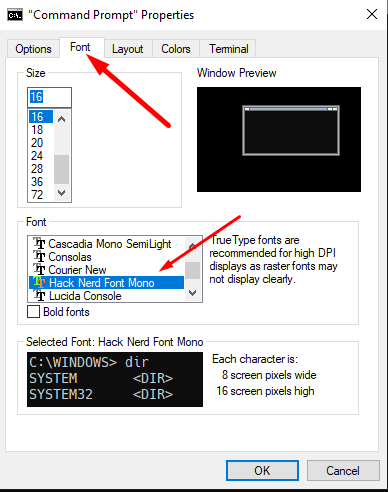 "Command Prompt" Properties
Options
Font
Layout
Colors
Terminal
Size
Window Preview
16
16
18
20
24
28
36
72
Font
Cascadia Mono SemiLight
Consolas
Courier New
Hack Nerd Font Mono
Lucida Console
TrueType fonts are
recommended for high DPI
displays as raster fonts may
not display clearly.
Bold fonts
Selected Font: Hack Nerd Font Mono
C:\WINDOWS> dir
SYSTEM <DIR>
SYSTEM32 <DIR>
Each character is:
8 screen pixels wide
16 screen pixels high
OK
Cancel